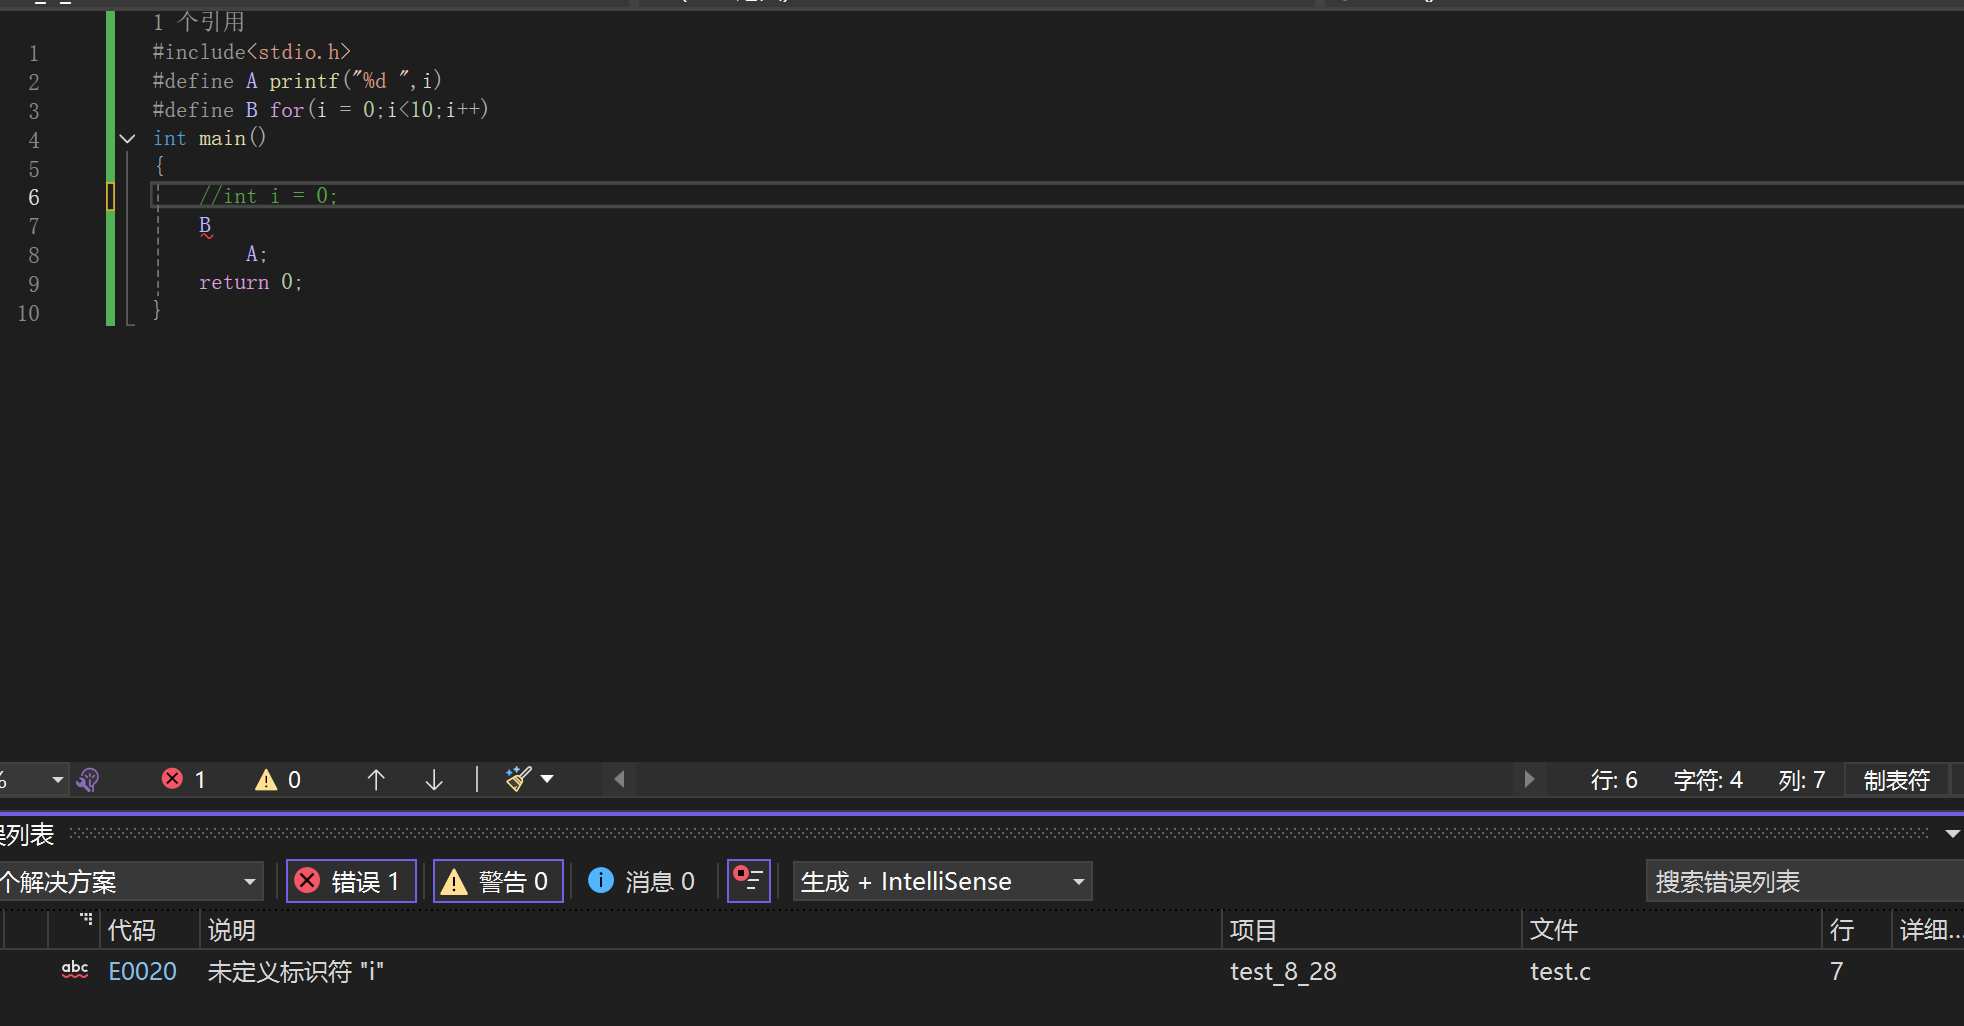 1 个引用
1 #include<stdio.h>
2 #define A printf("%d ",i)
3 #define B for(i = 0;i<10;i++)
4 int main()
5 {
6 //int i = 0;
7 B
8 A;
9 return 0;
10 }
% 1 0 行: 6 字符: 4 列: 7 制表符
列表
个解决方案 错误 1 警告 0 消息 0 生成 + IntelliSense 搜索错误列表
代码 说明 项目 文件 行 详细...
abc E0020 未定义标识符 "i" test_8_28 test.c 7